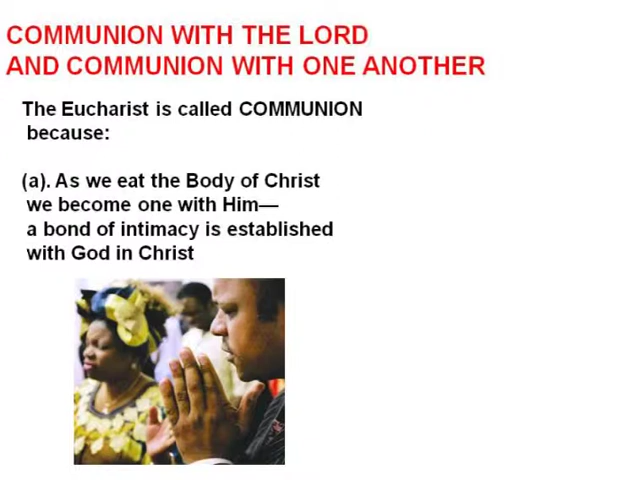 COMMUNION WITH THE LORD
AND COMMUNION WITH ONE ANOTHER
The Eucharist is called COMMUNION
because:
(a). As we eat the Body of Christ
we become one with Him—
a bond of intimacy is established
with God in Christ